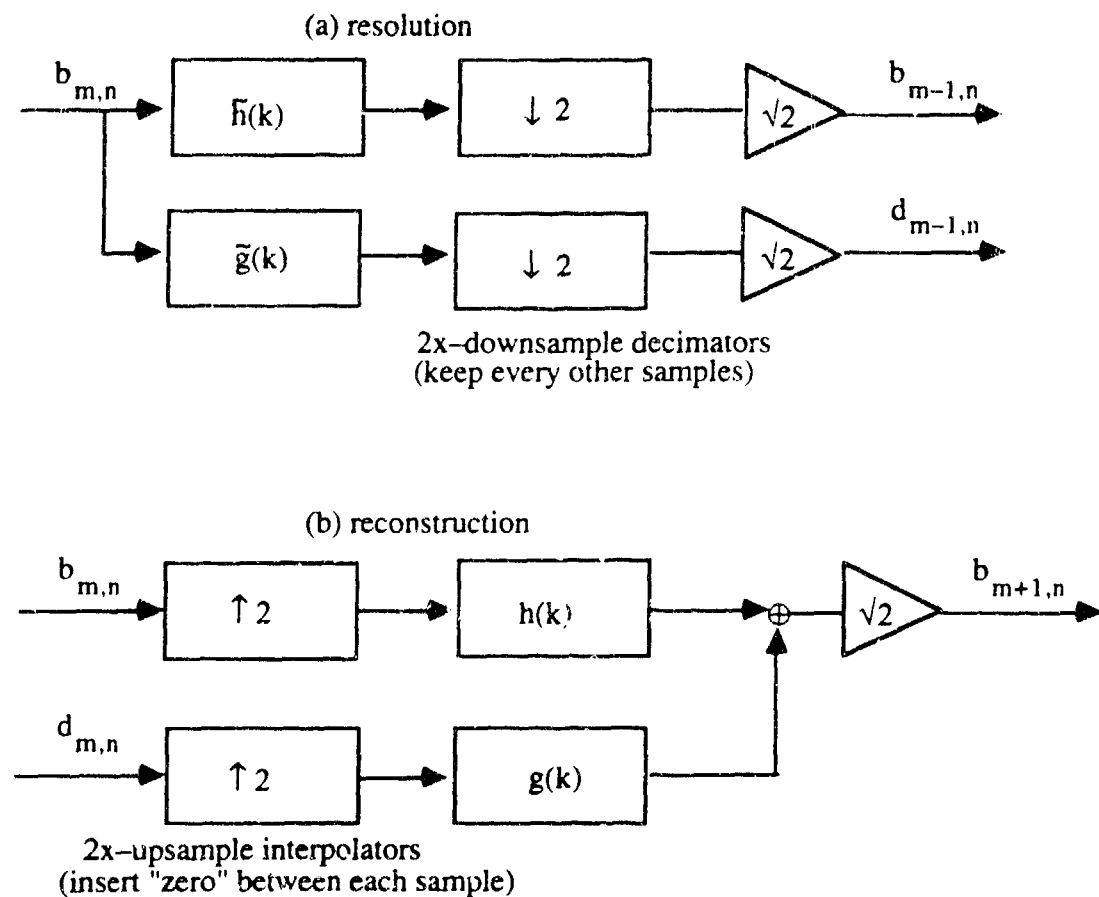 (a) resolution
b m,n
h̃(k)
↓ 2
√2
b m–1,n
g̃(k)
↓ 2
√2
d m–1,n
2x–downsample decimators
(keep every other samples)
(b) reconstruction
b m,n
↑ 2
h(k)
⊕
√2
b m+1,n
d m,n
↑ 2
g(k)
2x–upsample interpolators
(insert "zero" between each sample)